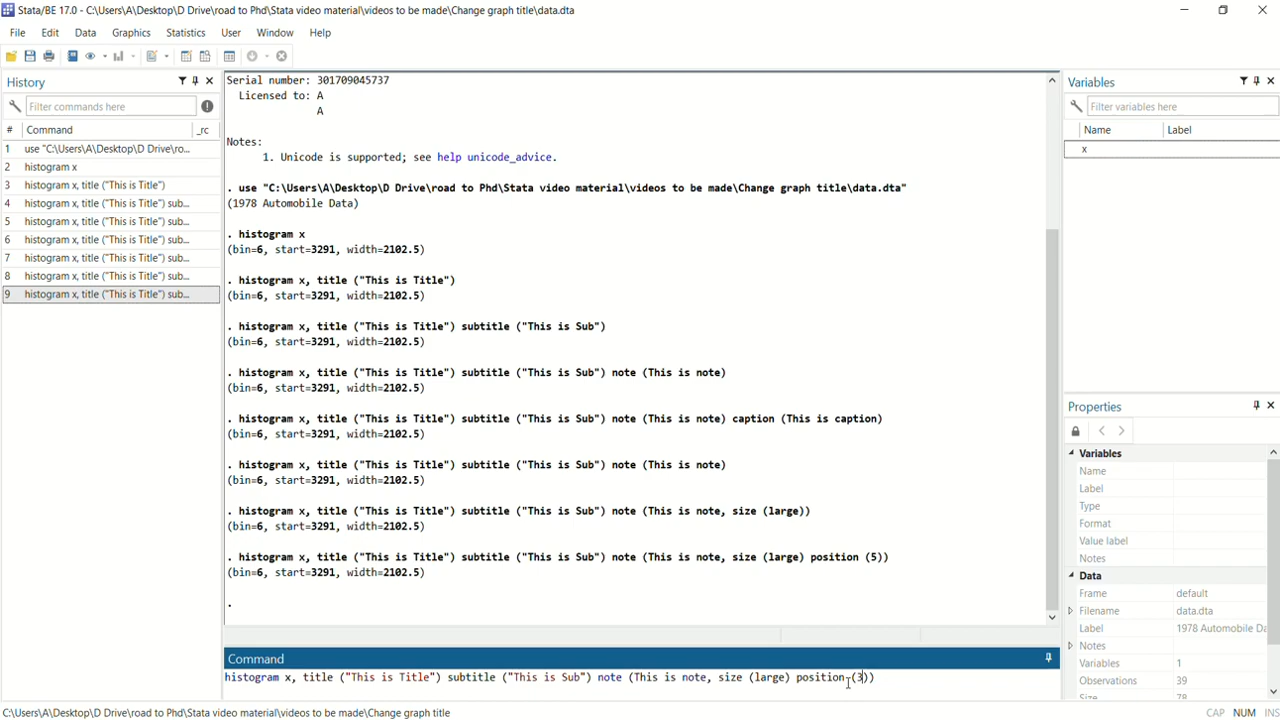 Stata/BE 17.0 - C:\Users\A\Desktop\D Drive\road to Phd\Stata video material\videos to be made\Change graph title\data.dta
File Edit Data Graphics Statistics User Window Help
History
Filter commands here
# Command _rc
1 use "C:\Users\A\Desktop\D Drive\ro...
2 histogram x
3 histogram x, title ("This is Title")
4 histogram x, title ("This is Title") sub...
5 histogram x, title ("This is Title") sub...
6 histogram x, title ("This is Title") sub...
7 histogram x, title ("This is Title") sub...
8 histogram x, title ("This is Title") sub...
9 histogram x, title ("This is Title") sub...
Serial number: 301709045737
Licensed to: A
A
Notes:
1. Unicode is supported; see help unicode_advice.
. use "C:\Users\A\Desktop\D Drive\road to Phd\Stata video material\videos to be made\Change graph title\data.dta"
(1978 Automobile Data)
. histogram x
(bin=6, start=3291, width=2102.5)
. histogram x, title ("This is Title")
(bin=6, start=3291, width=2102.5)
. histogram x, title ("This is Title") subtitle ("This is Sub")
(bin=6, start=3291, width=2102.5)
. histogram x, title ("This is Title") subtitle ("This is Sub") note (This is note)
(bin=6, start=3291, width=2102.5)
. histogram x, title ("This is Title") subtitle ("This is Sub") note (This is note) caption (This is caption)
(bin=6, start=3291, width=2102.5)
. histogram x, title ("This is Title") subtitle ("This is Sub") note (This is note)
(bin=6, start=3291, width=2102.5)
. histogram x, title ("This is Title") subtitle ("This is Sub") note (This is note, size (large))
(bin=6, start=3291, width=2102.5)
. histogram x, title ("This is Title") subtitle ("This is Sub") note (This is note, size (large) position (5))
(bin=6, start=3291, width=2102.5)
.
Command
histogram x, title ("This is Title") subtitle ("This is Sub") note (This is note, size (large) position (3))
Variables
Filter variables here
Name Label
x
Properties
Variables
Name
Label
Type
Format
Value label
Notes
Data
Frame default
Filename data.dta
Label 1978 Automobile Da
Notes
Variables 1
Observations 39
Size 78
C:\Users\A\Desktop\D Drive\road to Phd\Stata video material\videos to be made\Change graph title
CAP NUM INS